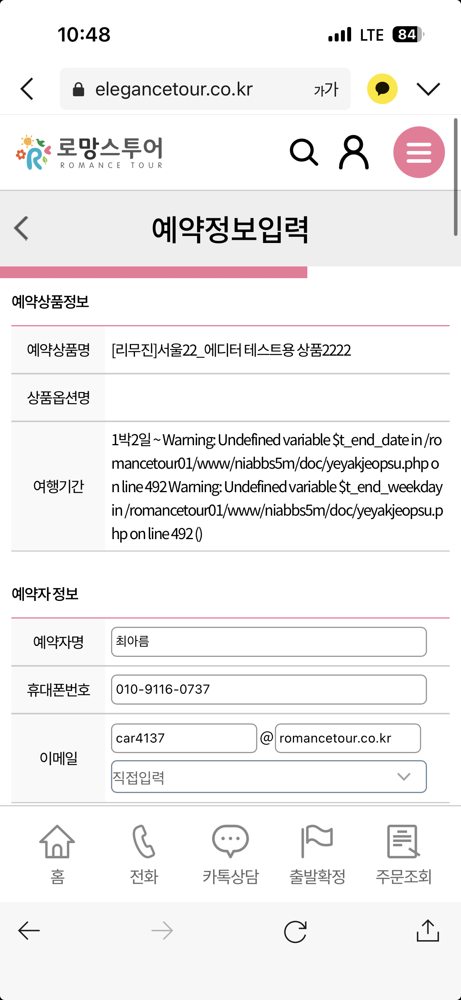 10:48 LTE 84
elegancetour.co.kr 가가
로망스투어
ROMANCE TOUR
예약정보입력
예약상품정보
예약상품명 [리무진]서울22_에디터 테스트용 상품2222
상품옵션명
여행기간
1박2일 ~ Warning: Undefined variable $t_end_date in /ro
mancetour01/www/niabbs5m/doc/yeyakjeopsu.php o
n line 492 Warning: Undefined variable $t_end_weekday
in /romancetour01/www/niabbs5m/doc/yeyakjeopsu.p
hp on line 492 ()
예약자 정보
예약자명 최아름
휴대폰번호 010-9116-0737
이메일
car4137 @ romancetour.co.kr
직접입력
홈 전화 카톡상담 출발확정 주문조회